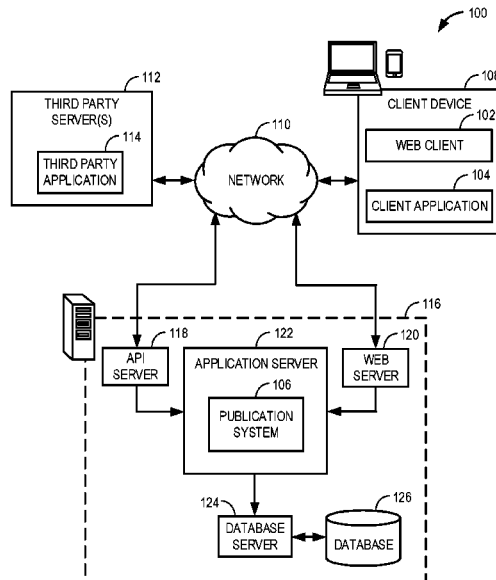 100
112
THIRD PARTY
SERVER(S)
114
THIRD PARTY
APPLICATION
110
NETWORK
108
CLIENT DEVICE
102
WEB CLIENT
104
CLIENT APPLICATION
116
118
API
SERVER
122
APPLICATION SERVER
106
PUBLICATION
SYSTEM
120
WEB
SERVER
124
DATABASE
SERVER
126
DATABASE